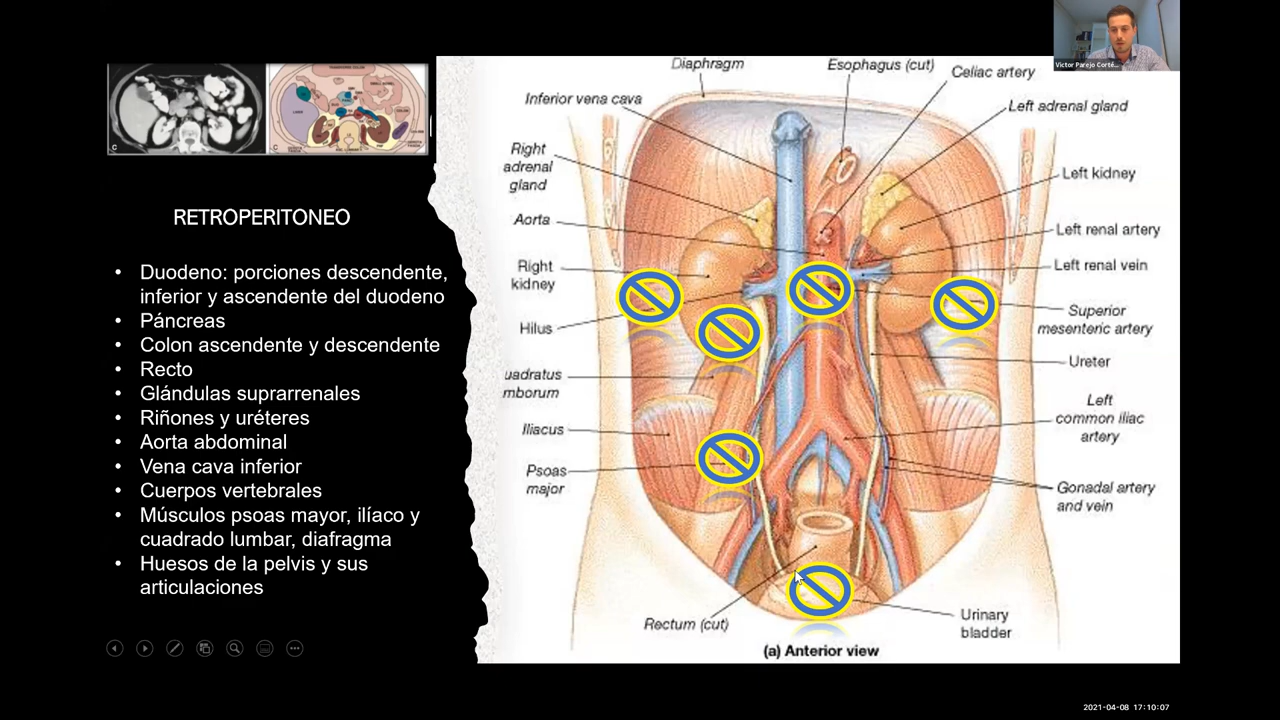 Victor Parejo Corté...
C
C
RETROPERITONEO
• Duodeno: porciones descendente,
inferior y ascendente del duodeno
• Páncreas
• Colon ascendente y descendente
• Recto
• Glándulas suprarrenales
• Riñones y uréteres
• Aorta abdominal
• Vena cava inferior
• Cuerpos vertebrales
• Músculos psoas mayor, ilíaco y
cuadrado lumbar, diafragma
• Huesos de la pelvis y sus
articulaciones
Diaphragm
Esophagus (cut)
Celiac artery
Inferior vena cava
Left adrenal gland
Right
adrenal
gland
Left kidney
Aorta
Left renal artery
Right
kidney
Left renal vein
Hilus
Superior
mesenteric artery
Ureter
uadratus
mborum
Left
common iliac
artery
Iliacus
Psoas
major
Gonadal artery
and vein
Rectum (cut)
Urinary
bladder
(a) Anterior view
2021-04-08 17:10:07